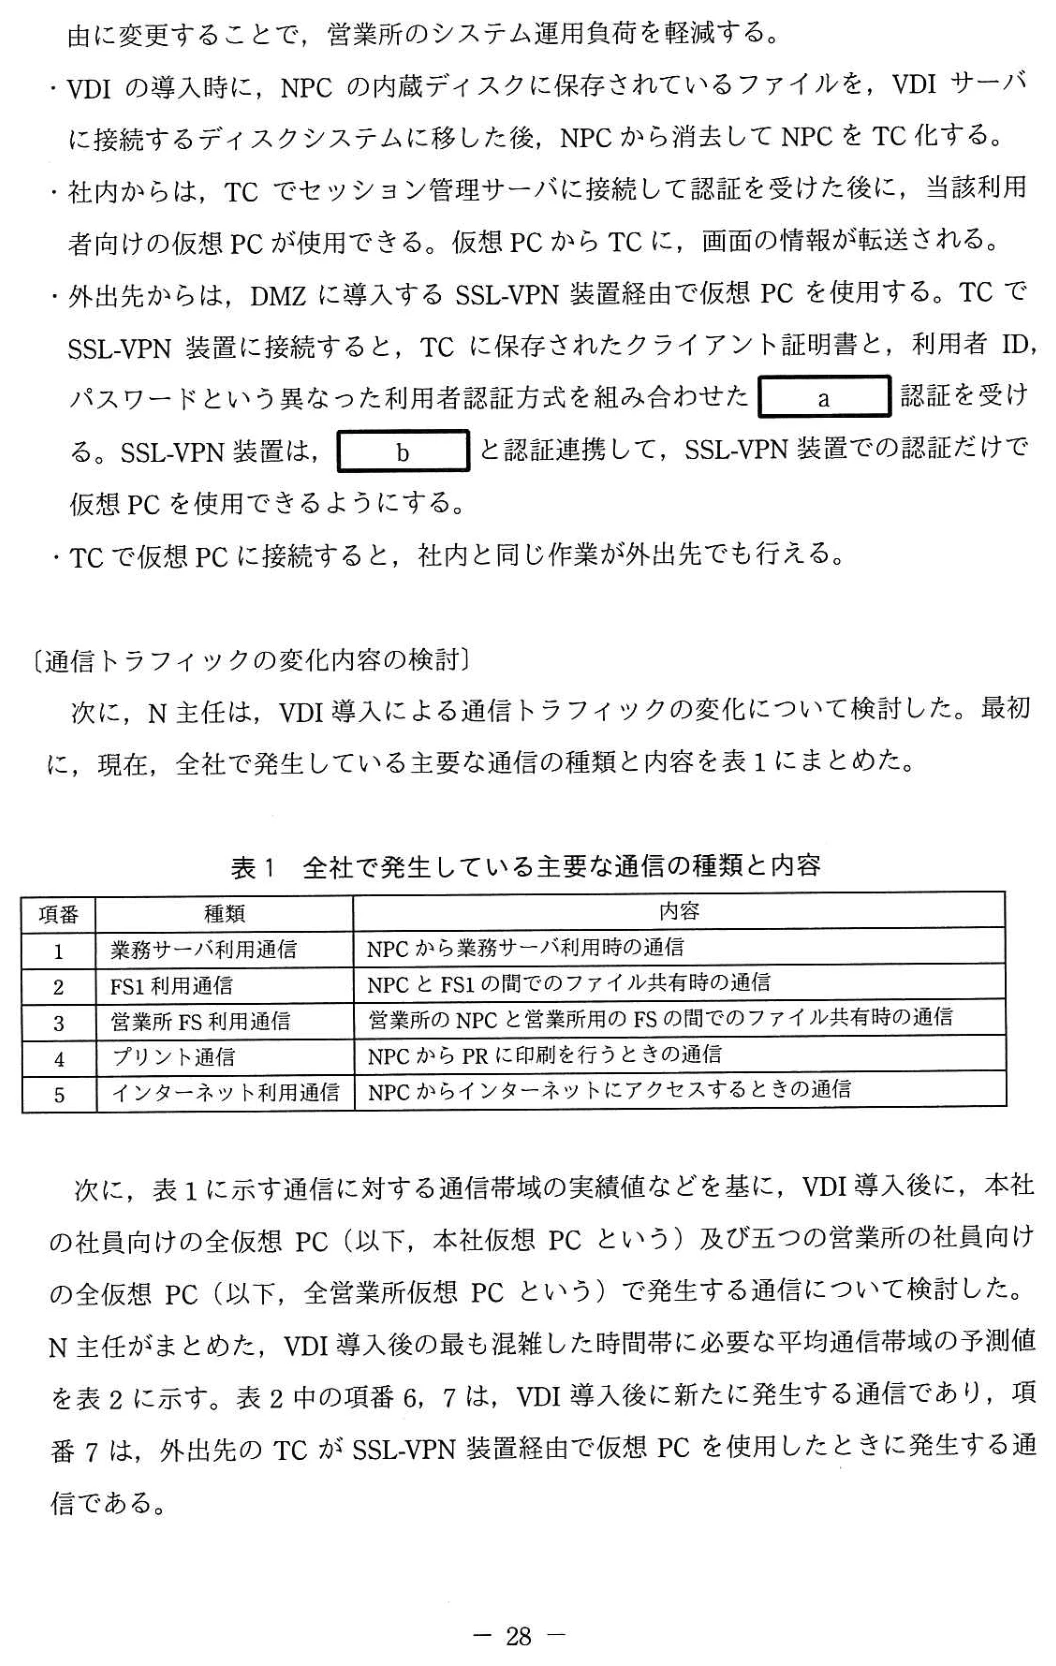 由に変更することで，営業所のシステム運用負荷を軽減する。
・VDI の導入時に，NPC の内蔵ディスクに保存されているファイルを，VDI サーバ
に接続するディスクシステムに移した後，NPC から消去して NPC を TC 化する。
・社内からは，TC でセッション管理サーバに接続して認証を受けた後に，当該利用
者向けの仮想 PC が使用できる。仮想 PC から TC に，画面の情報が転送される。
・外出先からは，DMZ に導入する SSL-VPN 装置経由で仮想 PC を使用する。TC で
SSL-VPN 装置に接続すると，TC に保存されたクライアント証明書と，利用者 ID，
パスワードという異なった利用者認証方式を組み合わせた a 認証を受け
る。SSL-VPN 装置は， b と認証連携して，SSL-VPN 装置での認証だけで
仮想 PC を使用できるようにする。
・TC で仮想 PC に接続すると，社内と同じ作業が外出先でも行える。
〔通信トラフィックの変化内容の検討〕
次に，N 主任は，VDI 導入による通信トラフィックの変化について検討した。最初
に，現在，全社で発生している主要な通信の種類と内容を表 1 にまとめた。
表 1 全社で発生している主要な通信の種類と内容
項番 種類 内容
1 業務サーバ利用通信 NPC から業務サーバ利用時の通信
2 FS1 利用通信 NPC と FS1 の間でのファイル共有時の通信
3 営業所 FS 利用通信 営業所の NPC と営業所用の FS の間でのファイル共有時の通信
4 プリント通信 NPC から PR に印刷を行うときの通信
5 インターネット利用通信 NPC からインターネットにアクセスするときの通信
次に，表 1 に示す通信に対する通信帯域の実績値などを基に，VDI 導入後に，本社
の社員向けの全仮想 PC（以下，本社仮想 PC という）及び五つの営業所の社員向け
の全仮想 PC（以下，全営業所仮想 PC という）で発生する通信について検討した。
N 主任がまとめた，VDI 導入後の最も混雑した時間帯に必要な平均通信帯域の予測値
を表 2 に示す。表 2 中の項番 6，7 は，VDI 導入後に新たに発生する通信であり，項
番 7 は，外出先の TC が SSL-VPN 装置経由で仮想 PC を使用したときに発生する通
信である。
－ 28 －